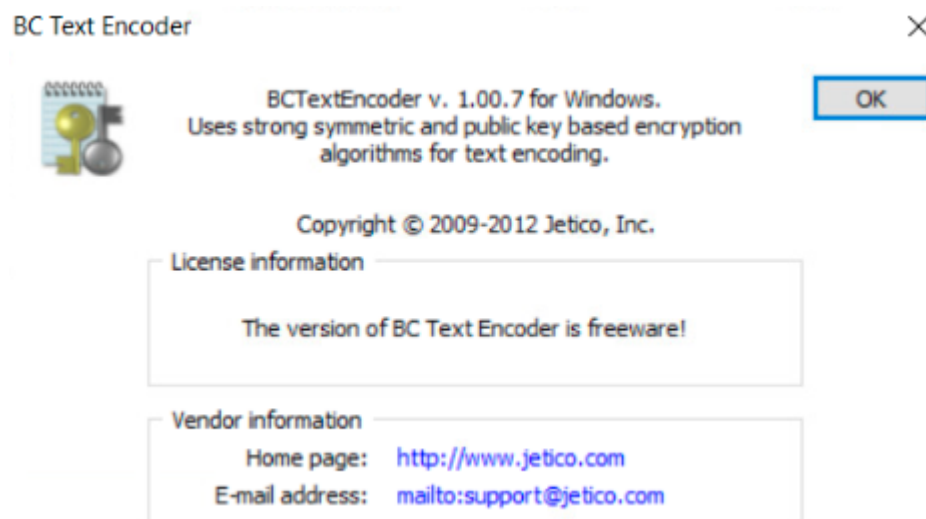 BC Text Encoder
BCTextEncoder v. 1.00.7 for Windows.
Uses strong symmetric and public key based encryption
algorithms for text encoding.
OK
Copyright © 2009-2012 Jetico, Inc.
License information
The version of BC Text Encoder is freeware!
Vendor information
Home page: http://www.jetico.com
E-mail address: mailto:support@jetico.com